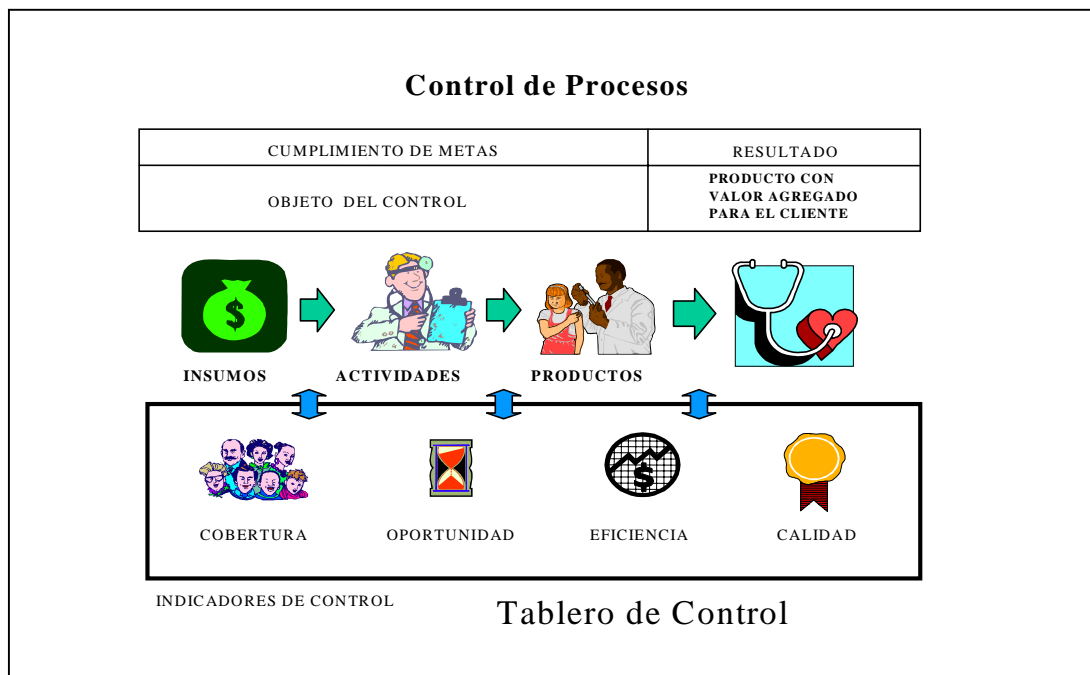 Control de Procesos
CUMPLIMIENTO DE METAS
RESULTADO
OBJETO DEL CONTROL
PRODUCTO CON
VALOR AGREGADO
PARA EL CLIENTE
$
INSUMOS
ACTIVIDADES
PRODUCTOS
$
COBERTURA
OPORTUNIDAD
EFICIENCIA
CALIDAD
INDICADORES DE CONTROL
Tablero de Control